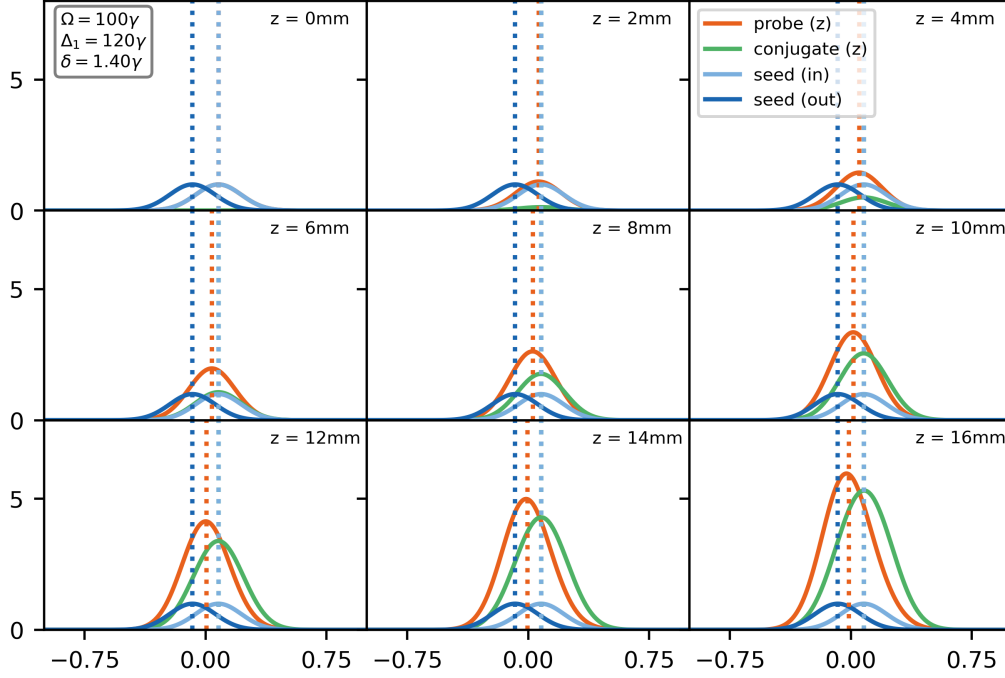 Ω = 100γ
Δ₁ = 120γ
δ = 1.40γ
z = 0mm
z = 2mm
z = 4mm
probe (z)
conjugate (z)
seed (in)
seed (out)
5
0
z = 6mm
z = 8mm
z = 10mm
5
0
z = 12mm
z = 14mm
z = 16mm
5
0
−0.75 0.00 0.75 −0.75 0.00 0.75 −0.75 0.00 0.75